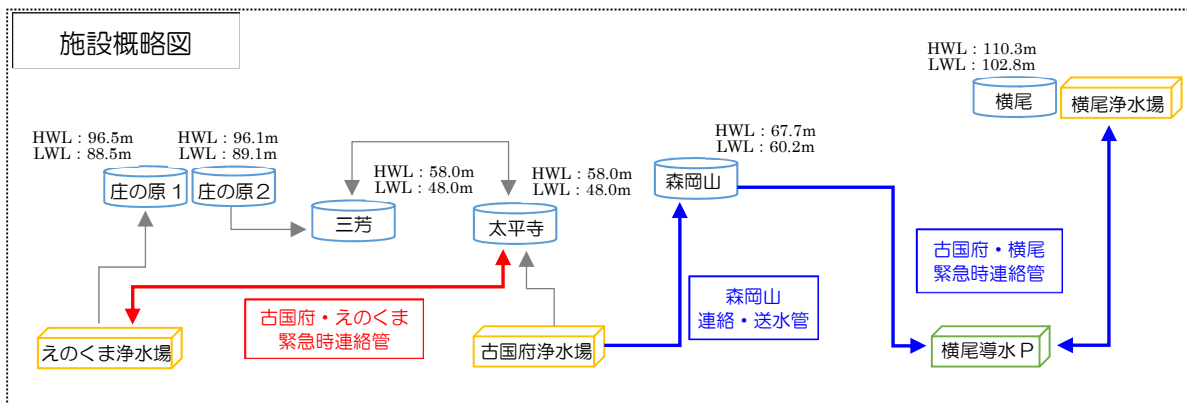 施設概略図
HWL：110.3m
LWL：102.8m
横尾
横尾浄水場
HWL：96.5m
LWL：88.5m
HWL：96.1m
LWL：89.1m
HWL：67.7m
LWL：60.2m
HWL：58.0m
LWL：48.0m
HWL：58.0m
LWL：48.0m
庄の原１
庄の原２
三芳
太平寺
森岡山
古国府・横尾
緊急時連絡管
森岡山
連絡・送水管
古国府・えのくま
緊急時連絡管
えのくま浄水場
古国府浄水場
横尾導水Ｐ